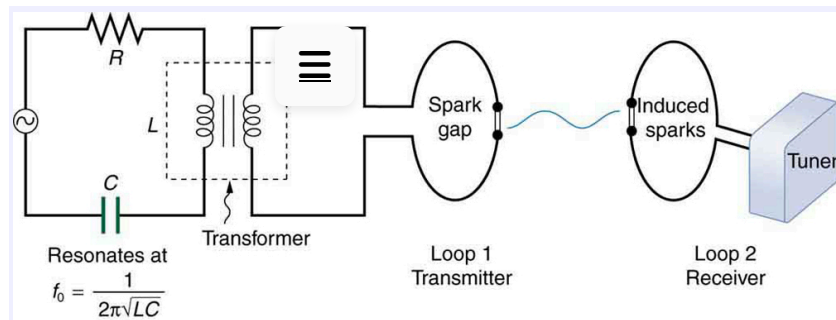 R
L
C
Transformer
Resonates at
f₀ = 1 / 2π√LC
Spark
gap
Loop 1
Transmitter
Induced
sparks
Tuner
Loop 2
Receiver